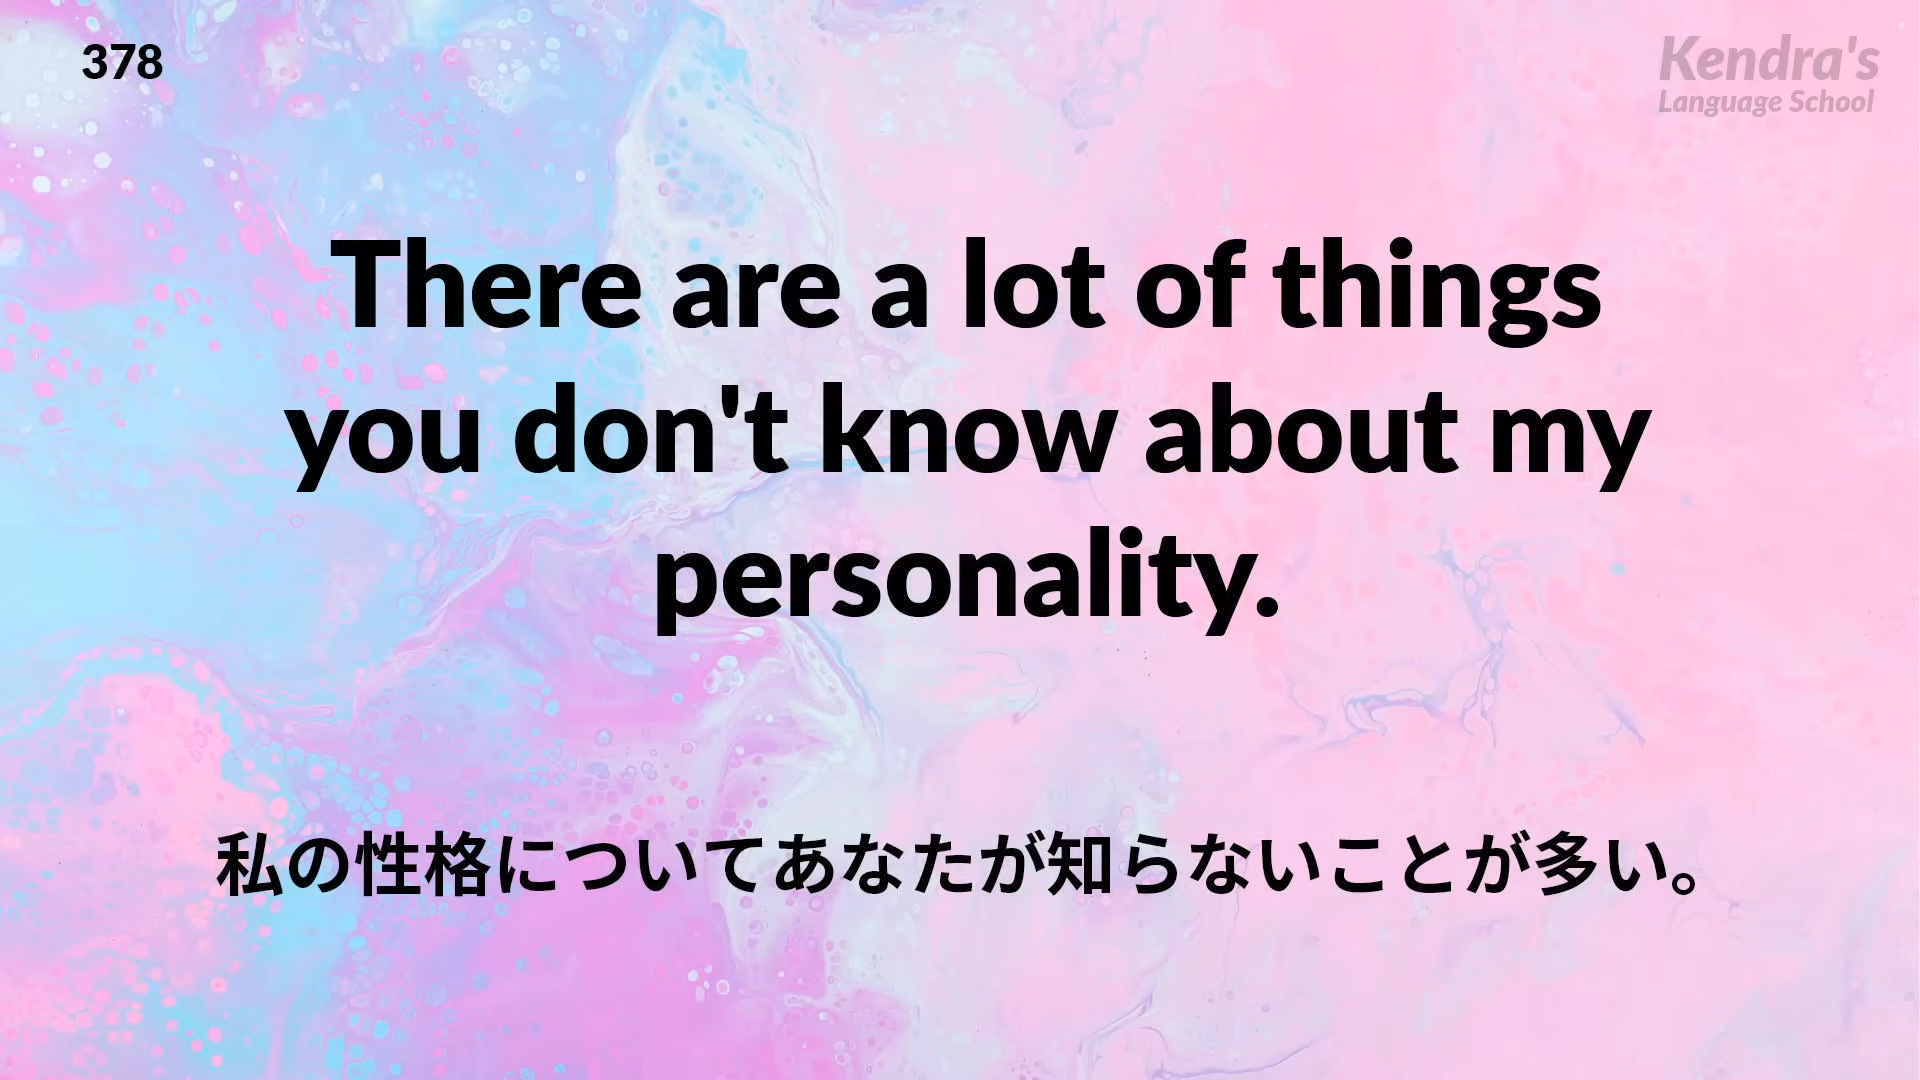 378
Kendra's
Language School
There are a lot of things
you don't know about my
personality.
私の性格についてあなたが知らないことが多い。